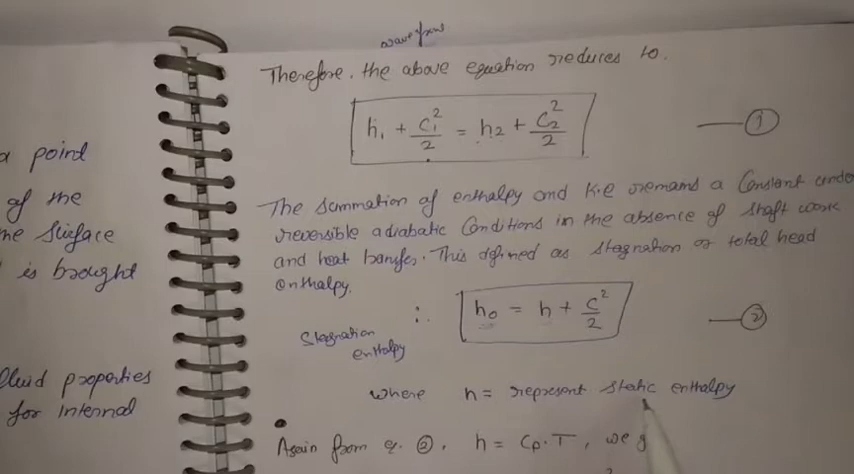 a point
of the
he surface
is brought
fluid properties
for internal
waveform
Therefore, the above equation reduces to.
h₁ + c₁²/2 = h₂ + c₂²/2 — ①
The summation of enthalpy and K.e remains a constant under
reversible adiabatic conditions in the absence of shaft work
and heat transfer. This defined as stagnation or total head
enthalpy.
∴ h₀ = h + c²/2 — ②
Stagnation
enthalpy
where h = represent static enthalpy
Again from eq. ②, h = Cp.T, we g